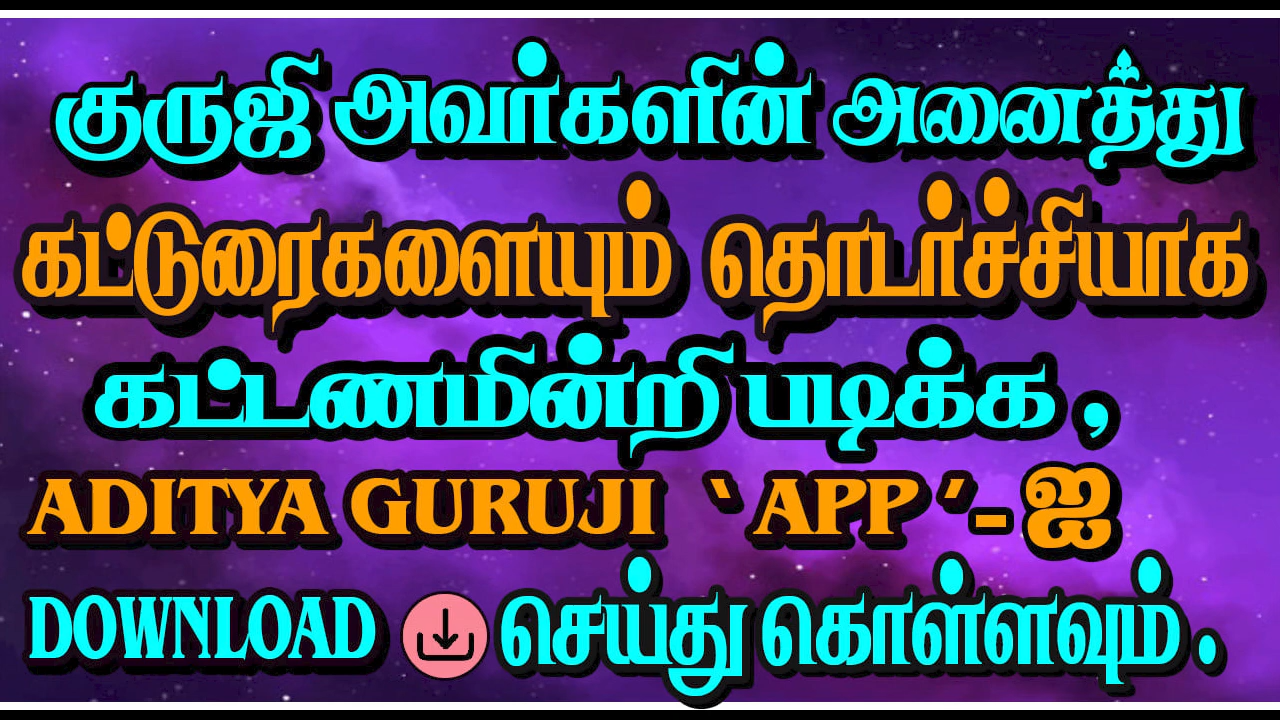 குருஜி அவர்களின் அனைத்து
கட்டுரைகளையும் தொடர்ச்சியாக
கட்டணமின்றி படிக்க ,
ADITYA GURUJI ‘ APP ’-ஐ
DOWNLOAD செய்து கொள்ளவும் .